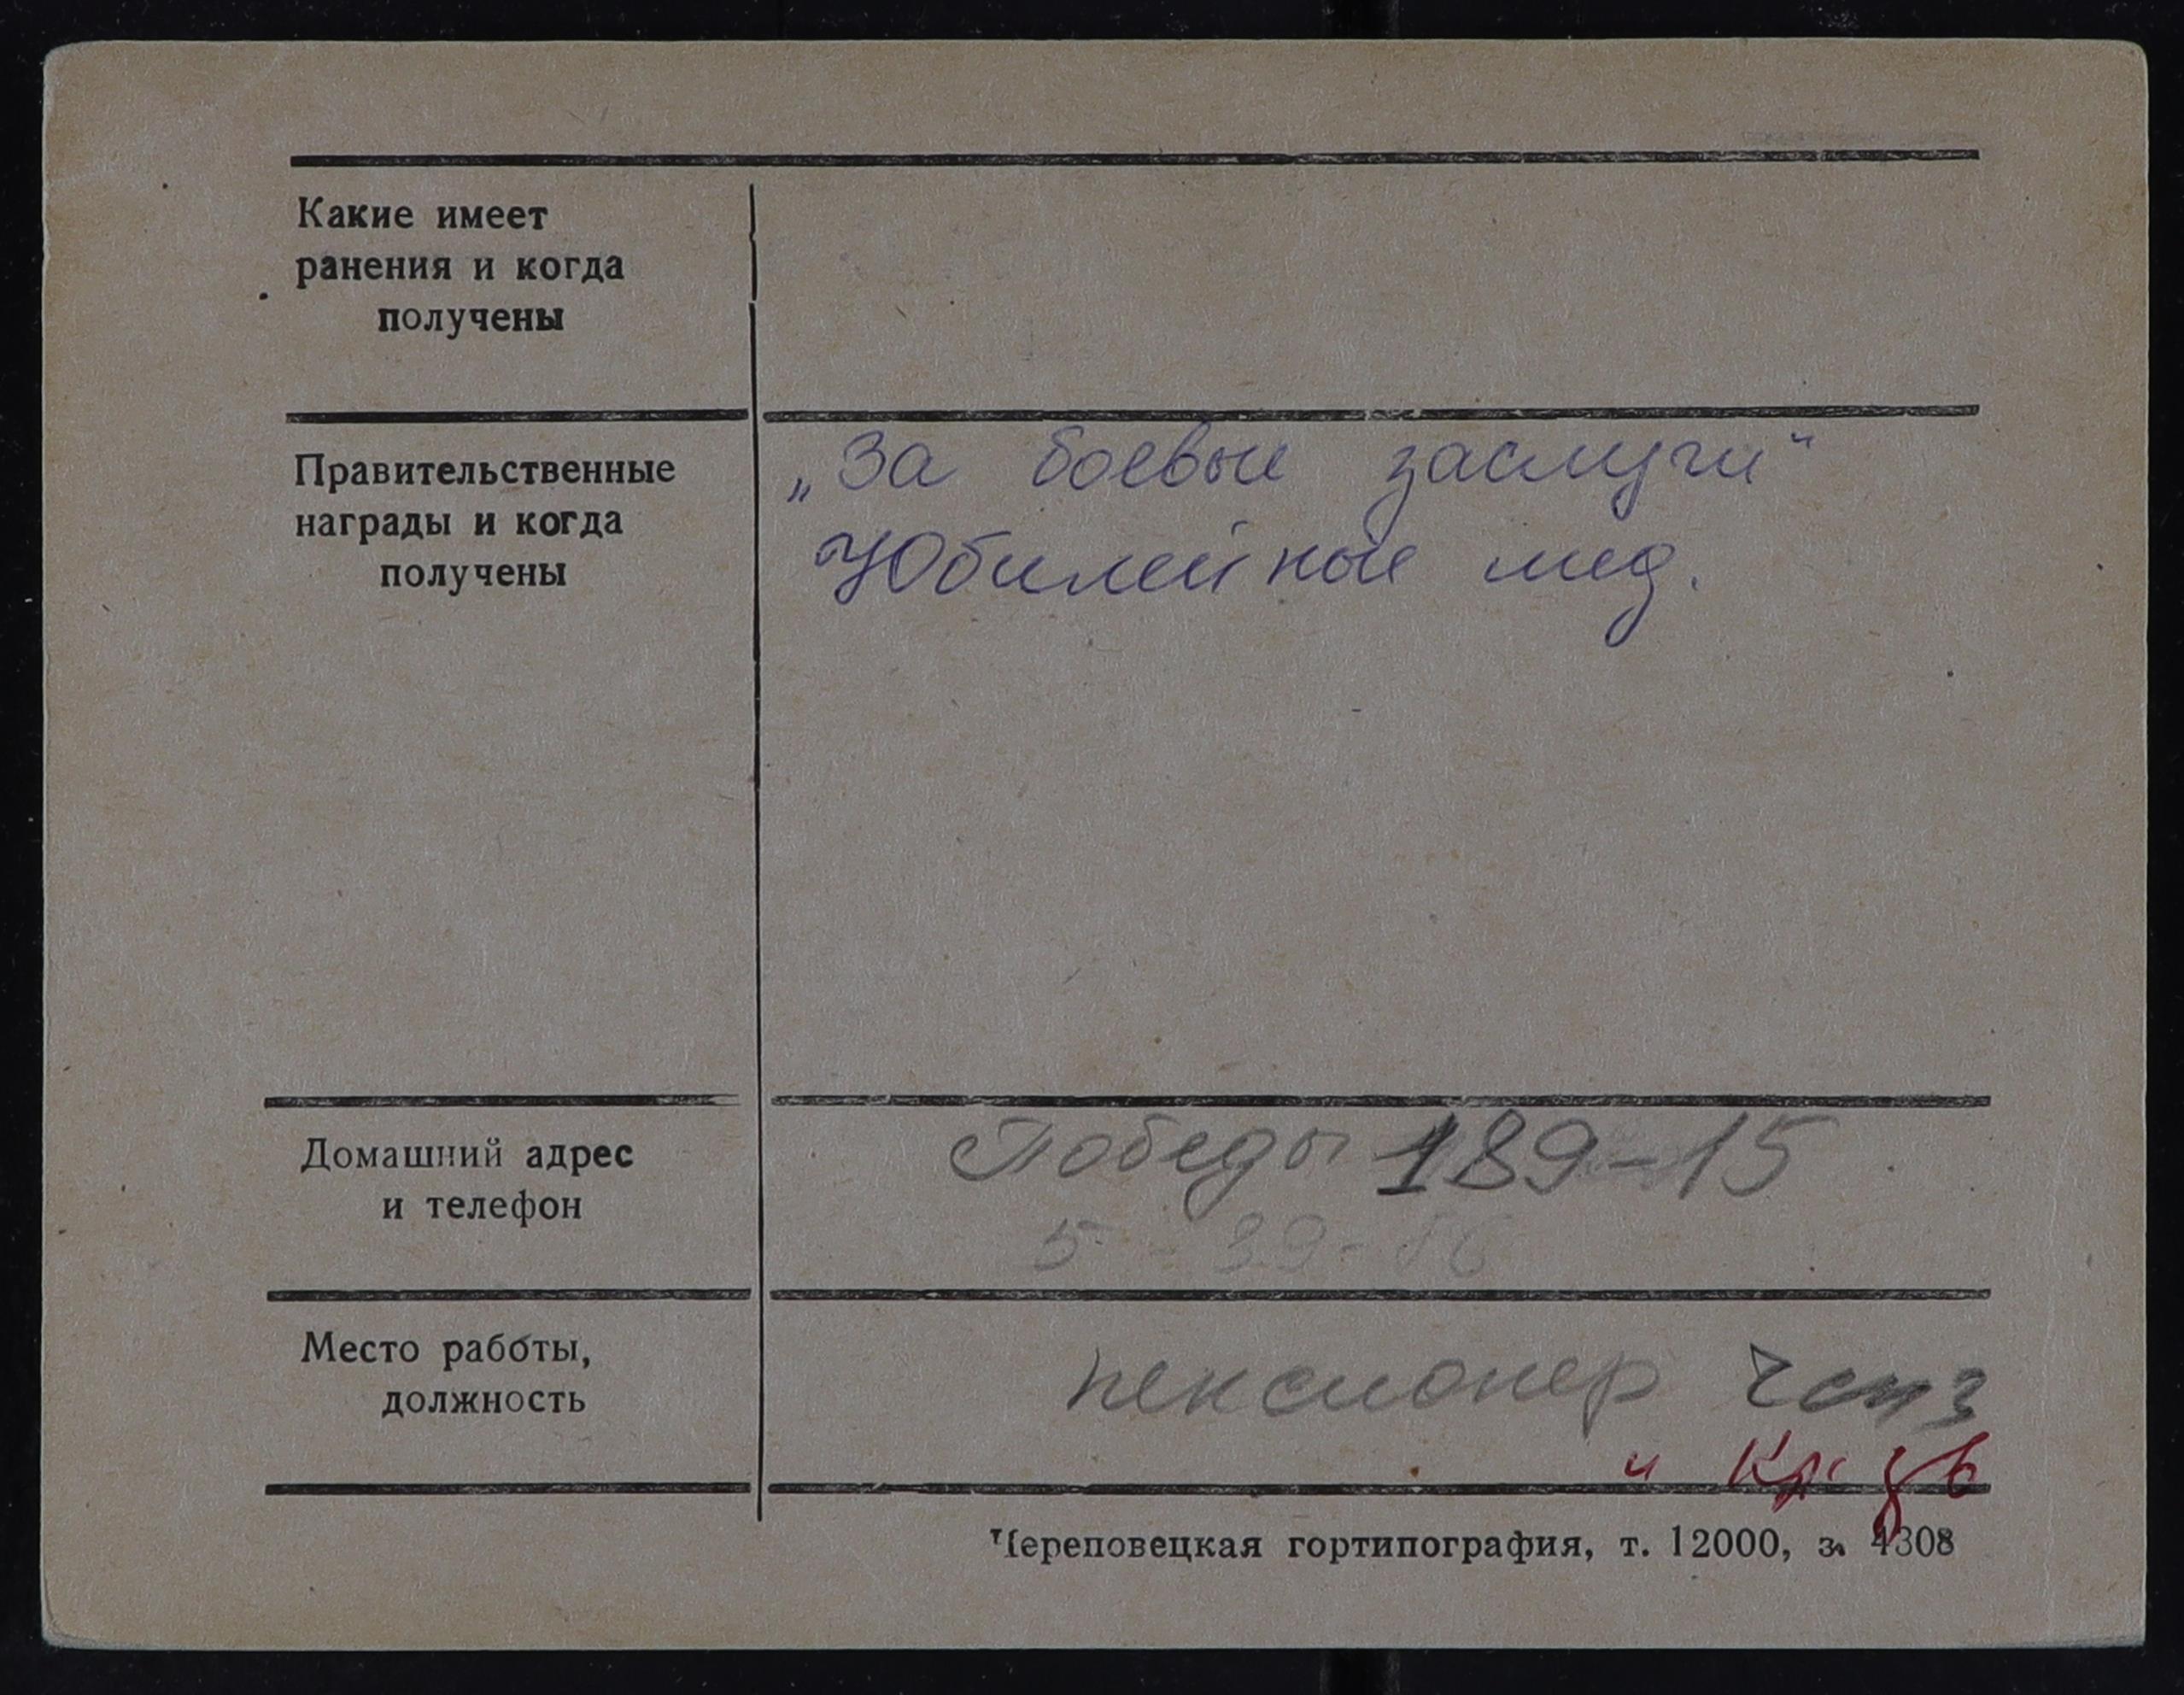 Какие имеет
ранения и когда
получены
Правительственные
награды и когда
получены
„За боевые заслуги“
Юбилейные мед.
Домашний адрес
и телефон
Победы 189-15
5-39-
Место работы,
должность
пенсионер
и
Череповецкая гортипография, т. 12000, з. 4308